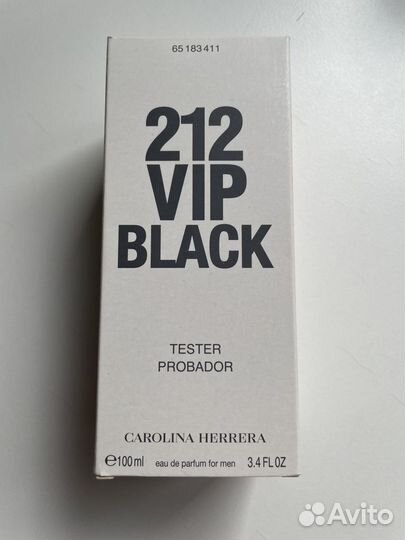 65183411
212
VIP
BLACK
TESTER
PROBADOR
CAROLINA HERRERA
℮100ml eau de parfum for men 3.4 FL OZ
Avito